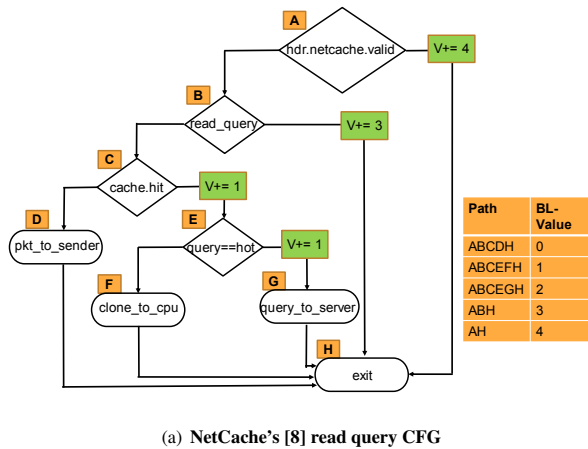 A
hdr.netcache.valid
V+= 4
B
read_query
V+= 3
C
cache.hit
V+= 1
D
pkt_to_sender
E
query==hot
V+= 1
F
clone_to_cpu
G
query_to_server
H
exit
Path BL-Value
ABCDH 0
ABCEFH 1
ABCEGH 2
ABH 3
AH 4
(a) NetCache's [8] read query CFG